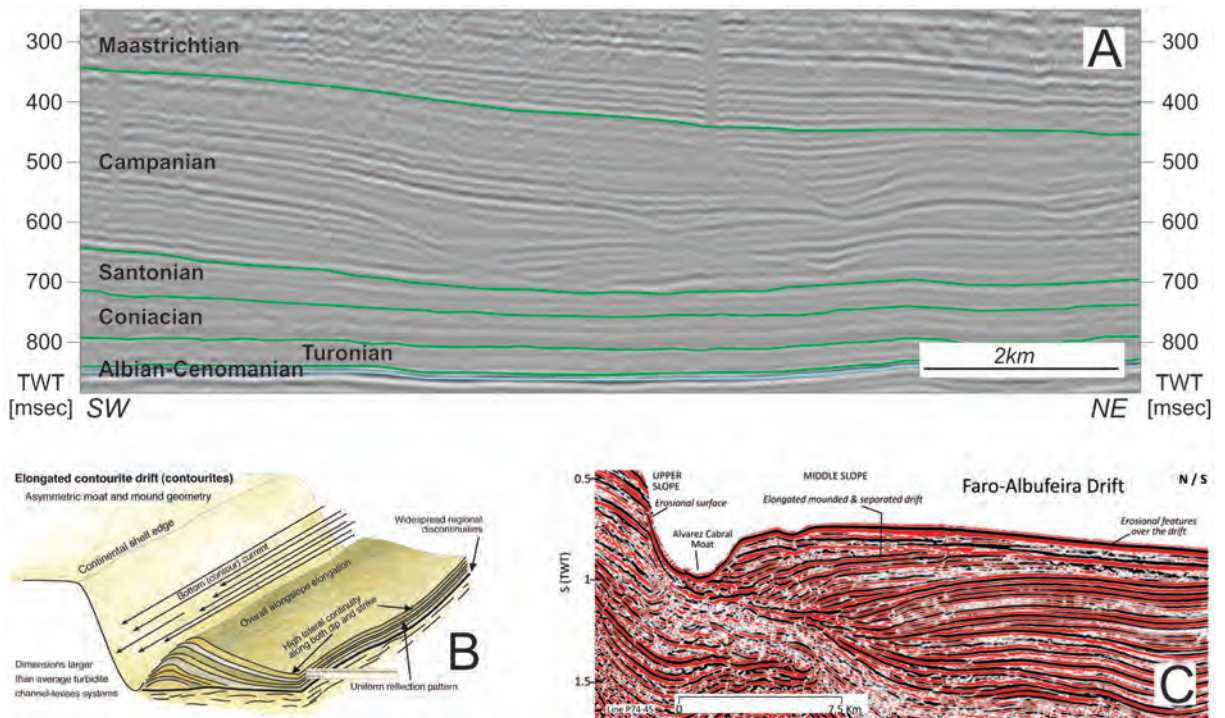 300
400
500
600
700
800
TWT
[msec]
Maastrichtian
Campanian
Santonian
Coniacian
Turonian
Albian-Cenomanian
A
2km
SW
NE
300
400
500
600
700
800
TWT
[msec]
Elongated contourite drift (contourites)
Asymmetric moat and mound geometry
Continental shelf edge
Bottom (contour) current
Overall alongslope elongation
Widespread regional
discontinuities
High lateral continuity
along both dip and strike
Uniform reflection pattern
Dimensions larger
than average turbidite
channel-levees systems
B
0.5
1
1.5
S (TWT)
UPPER
SLOPE
Erosional surface
Alvarez Cabral
Moat
MIDDLE SLOPE
Elongated mounded & separated drift
Faro-Albufeira Drift
N / S
Erosional features
over the drift
Line P74-45
0
7.5 Km
C